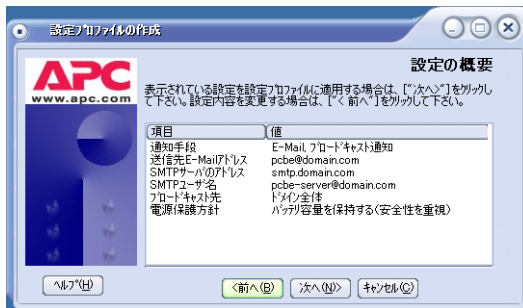 設定ﾌﾟﾛﾌｧｲﾙの作成
APC
www.apc.com
設定の概要
表示されている設定を設定ﾌﾟﾛﾌｧｲﾙに適用する場合は、["次へ>"]をｸﾘｯｸし
て下さい。設定内容を変更する場合は、["< 前へ"]をｸﾘｯｸして下さい。
項目 値
通知手段 E-Mail, ﾌﾞﾛｰﾄﾞｷｬｽﾄ通知
送信先E-Mailｱﾄﾞﾚｽ pcbe@domain.com
SMTPｻｰﾊﾞのｱﾄﾞﾚｽ smtp.domain.com
SMTPﾕｰｻﾞ名 pcbe-server@domain.com
ﾌﾞﾛｰﾄﾞｷｬｽﾄ先 ﾄﾞﾒｲﾝ全体
電源保護方針 ﾊﾞｯﾃﾘ容量を保持する(安全性を重視)
ﾍﾙﾌﾟ(H) <前へ(B) 次へ(N)> ｷｬﾝｾﾙ(C)